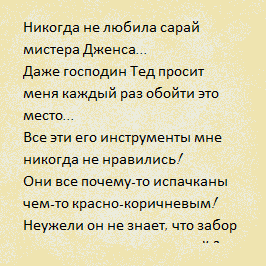 Никогда не любила сарай
мистера Дженса...
Даже господин Тед просит
меня каждый раз обойти это
место...
Все эти его инструменты мне
никогда не нравились!
Они все почему-то испачканы
чем-то красно-коричневым!
Неужели он не знает, что забор